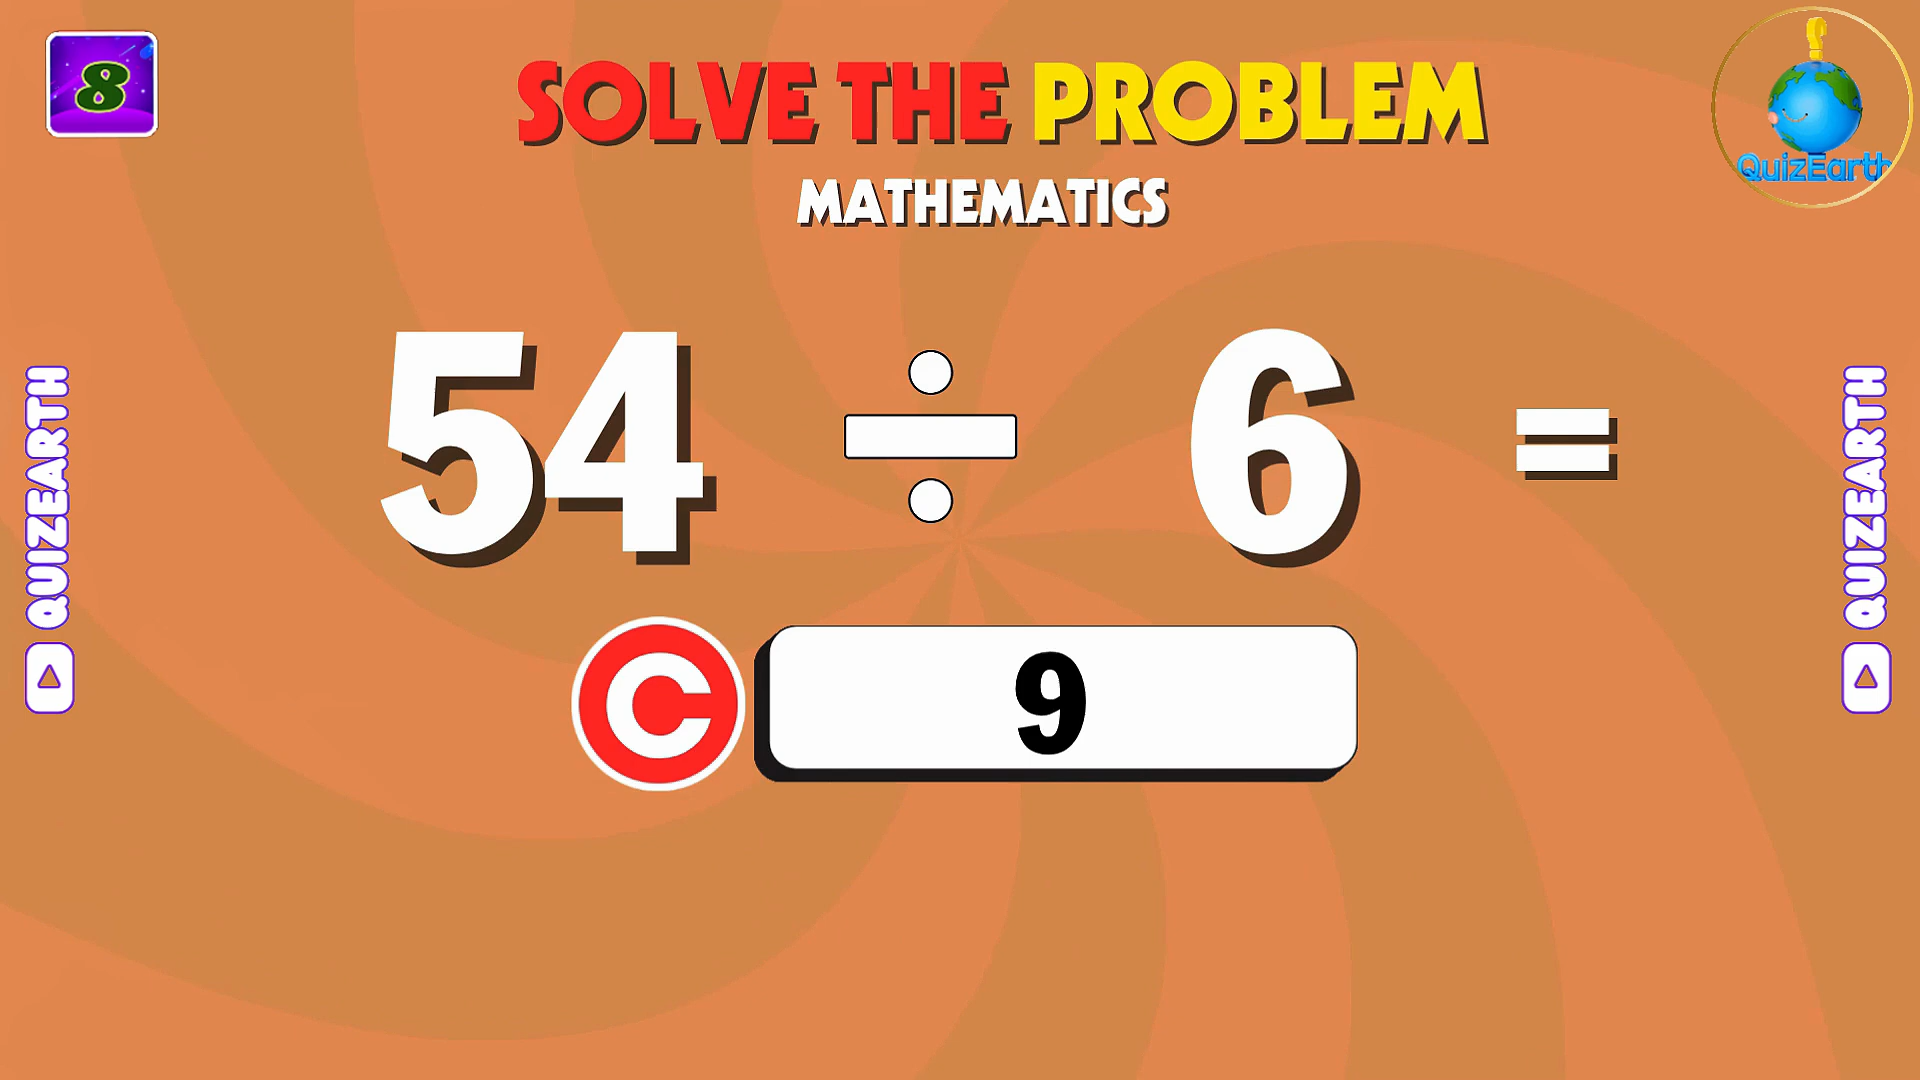 8
SOLVE THE PROBLEM
MATHEMATICS
QuizEarth
54 ÷ 6 =
C 9
QUIZEARTH
QUIZEARTH